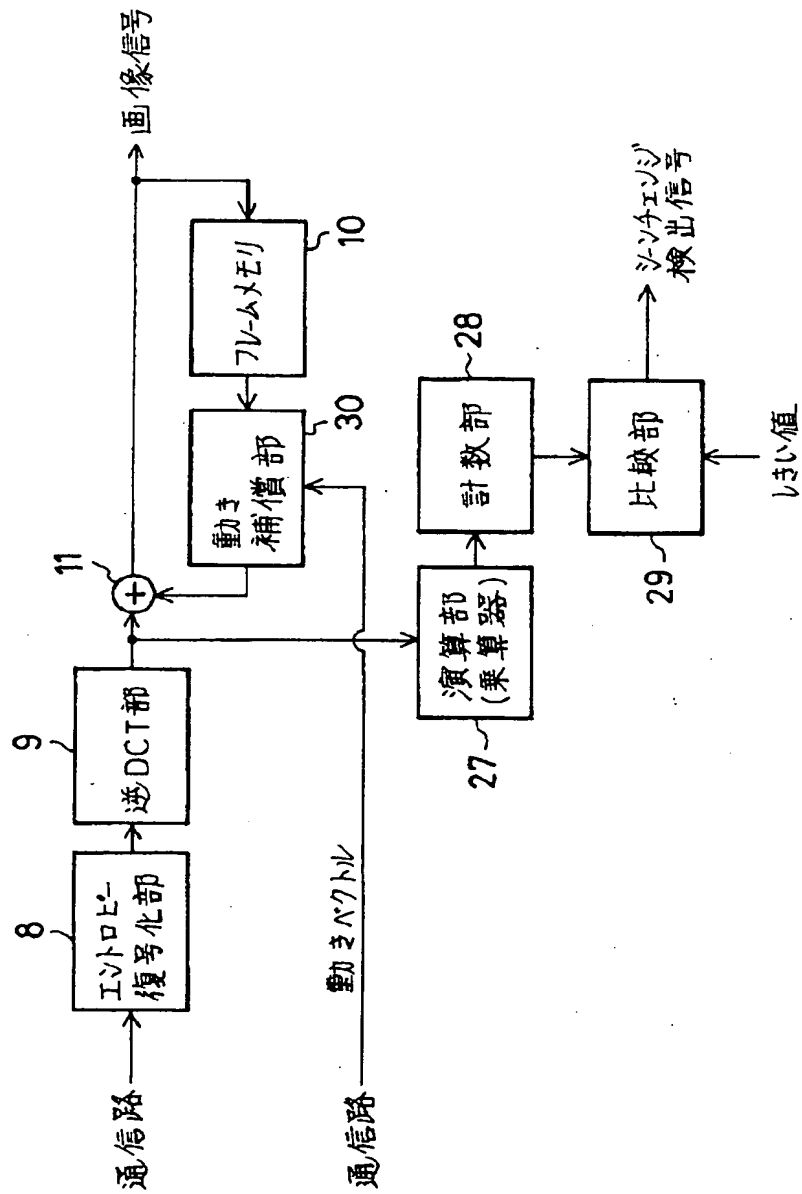 通信路
8
エントロピー
復号化部
9
逆DCT部
11
+
画像信号
フレームメモリ
10
動き
補償部
30
通信路
動きベクトル
演算部
(乗算器)
27
計数部
28
比較部
29
シーンチェンジ
検出信号
しきい値